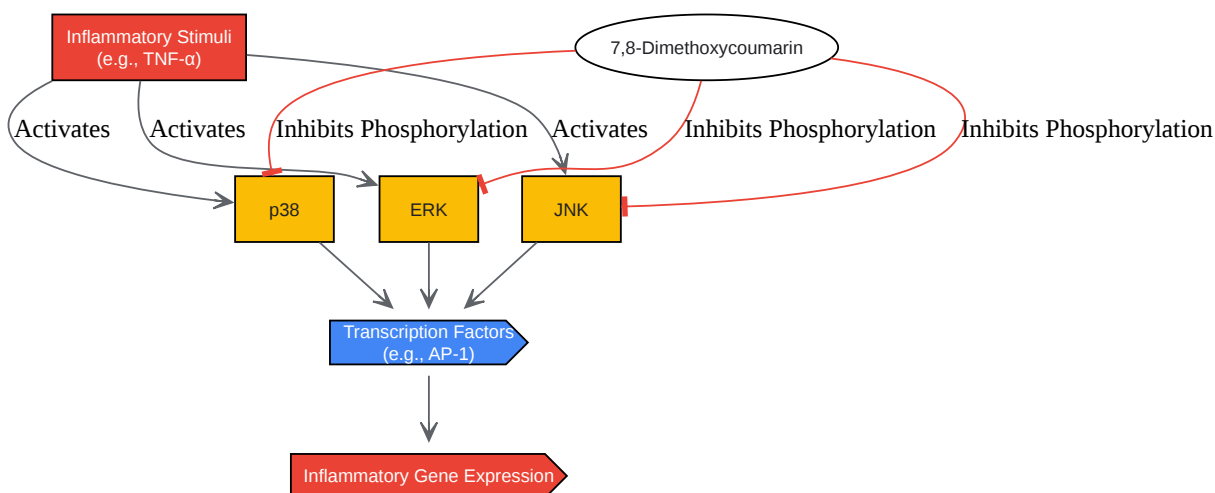 Inflammatory Stimuli
(e.g., TNF-α)
7,8-Dimethoxycoumarin
Activates
Activates
Inhibits Phosphorylation
Activates
Inhibits Phosphorylation
Inhibits Phosphorylation
p38
ERK
JNK
Transcription Factors
(e.g., AP-1)
Inflammatory Gene Expression